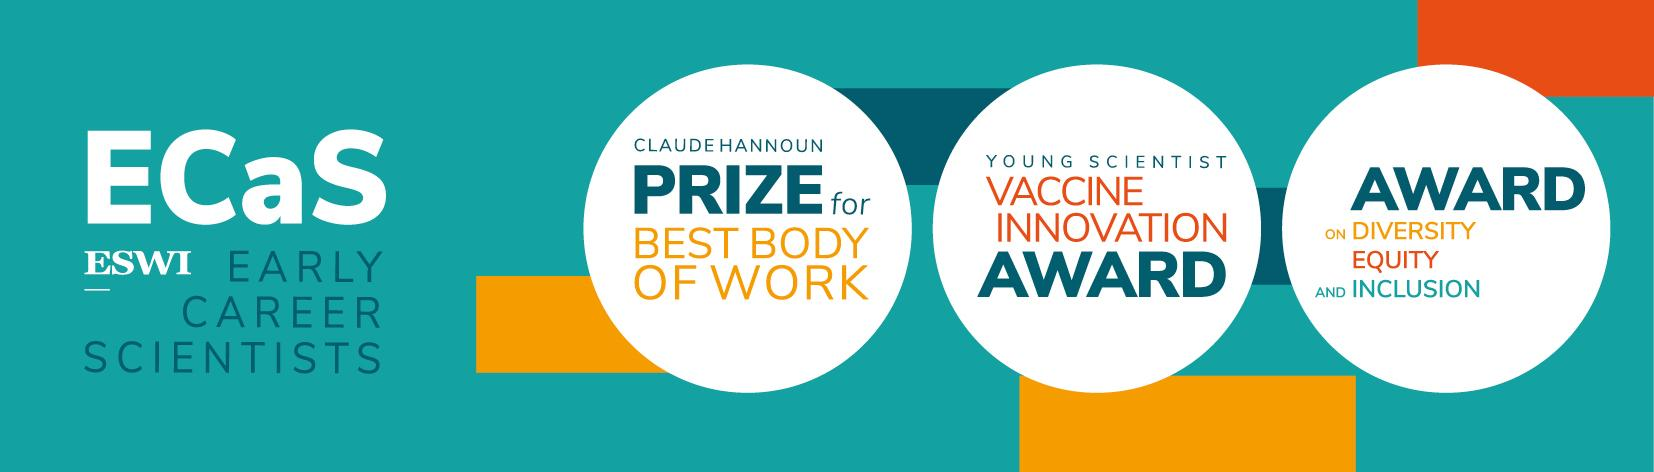 ECaS
ESWI EARLY
CAREER
SCIENTISTS
CLAUDE HANNOUN
PRIZE for
BEST BODY
OF WORK
YOUNG SCIENTIST
VACCINE
INNOVATION
AWARD
AWARD
ON DIVERSITY
EQUITY
AND INCLUSION